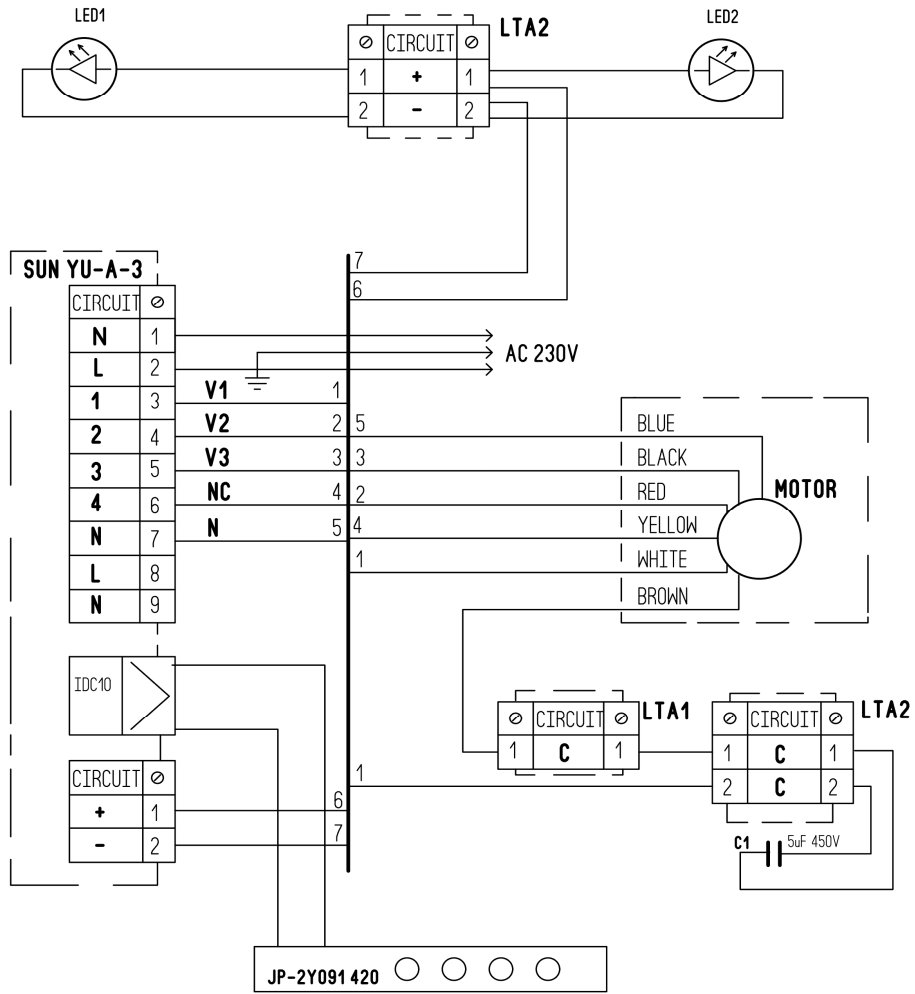 LED1
LTA2
LED2
CIRCUIT
1 + 1
2 - 2
SUN YU-A-3
CIRCUIT
N 1
L 2
1 3
2 4
3 5
4 6
N 7
L 8
N 9
7
6
AC 230V
V1 1
V2 2 5
V3 3 3
NC 4 2
N 5 4
1
BLUE
BLACK
RED
YELLOW
WHITE
BROWN
MOTOR
IDC10
CIRCUIT
+ 1
- 2
6
7
1
LTA1
CIRCUIT
1 C 1
LTA2
CIRCUIT
1 C 1
2 C 2
C1 5uF 450V
JP-2Y091 420